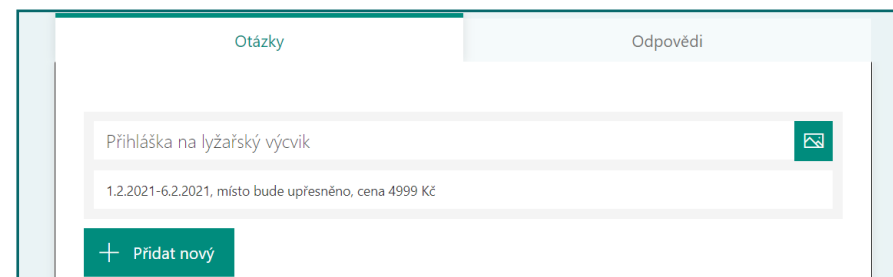 Otázky
Odpovědi
Přihláška na lyžařský výcvik
1.2.2021-6.2.2021, místo bude upřesněno, cena 4999 Kč
Přidat nový